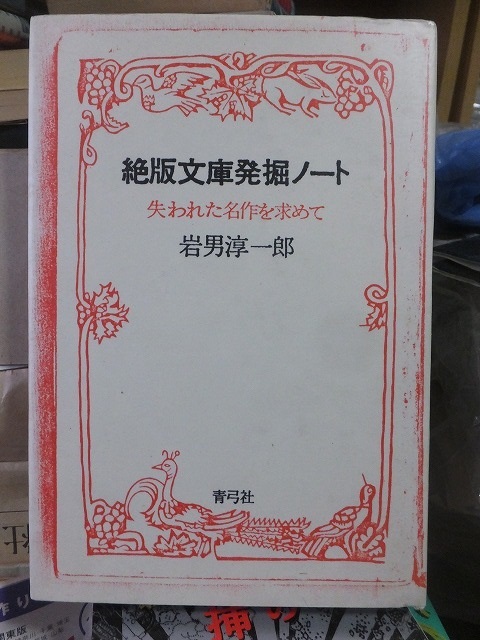 絶版文庫発掘ノート
失われた名作を求めて
岩男淳一郎
青弓社